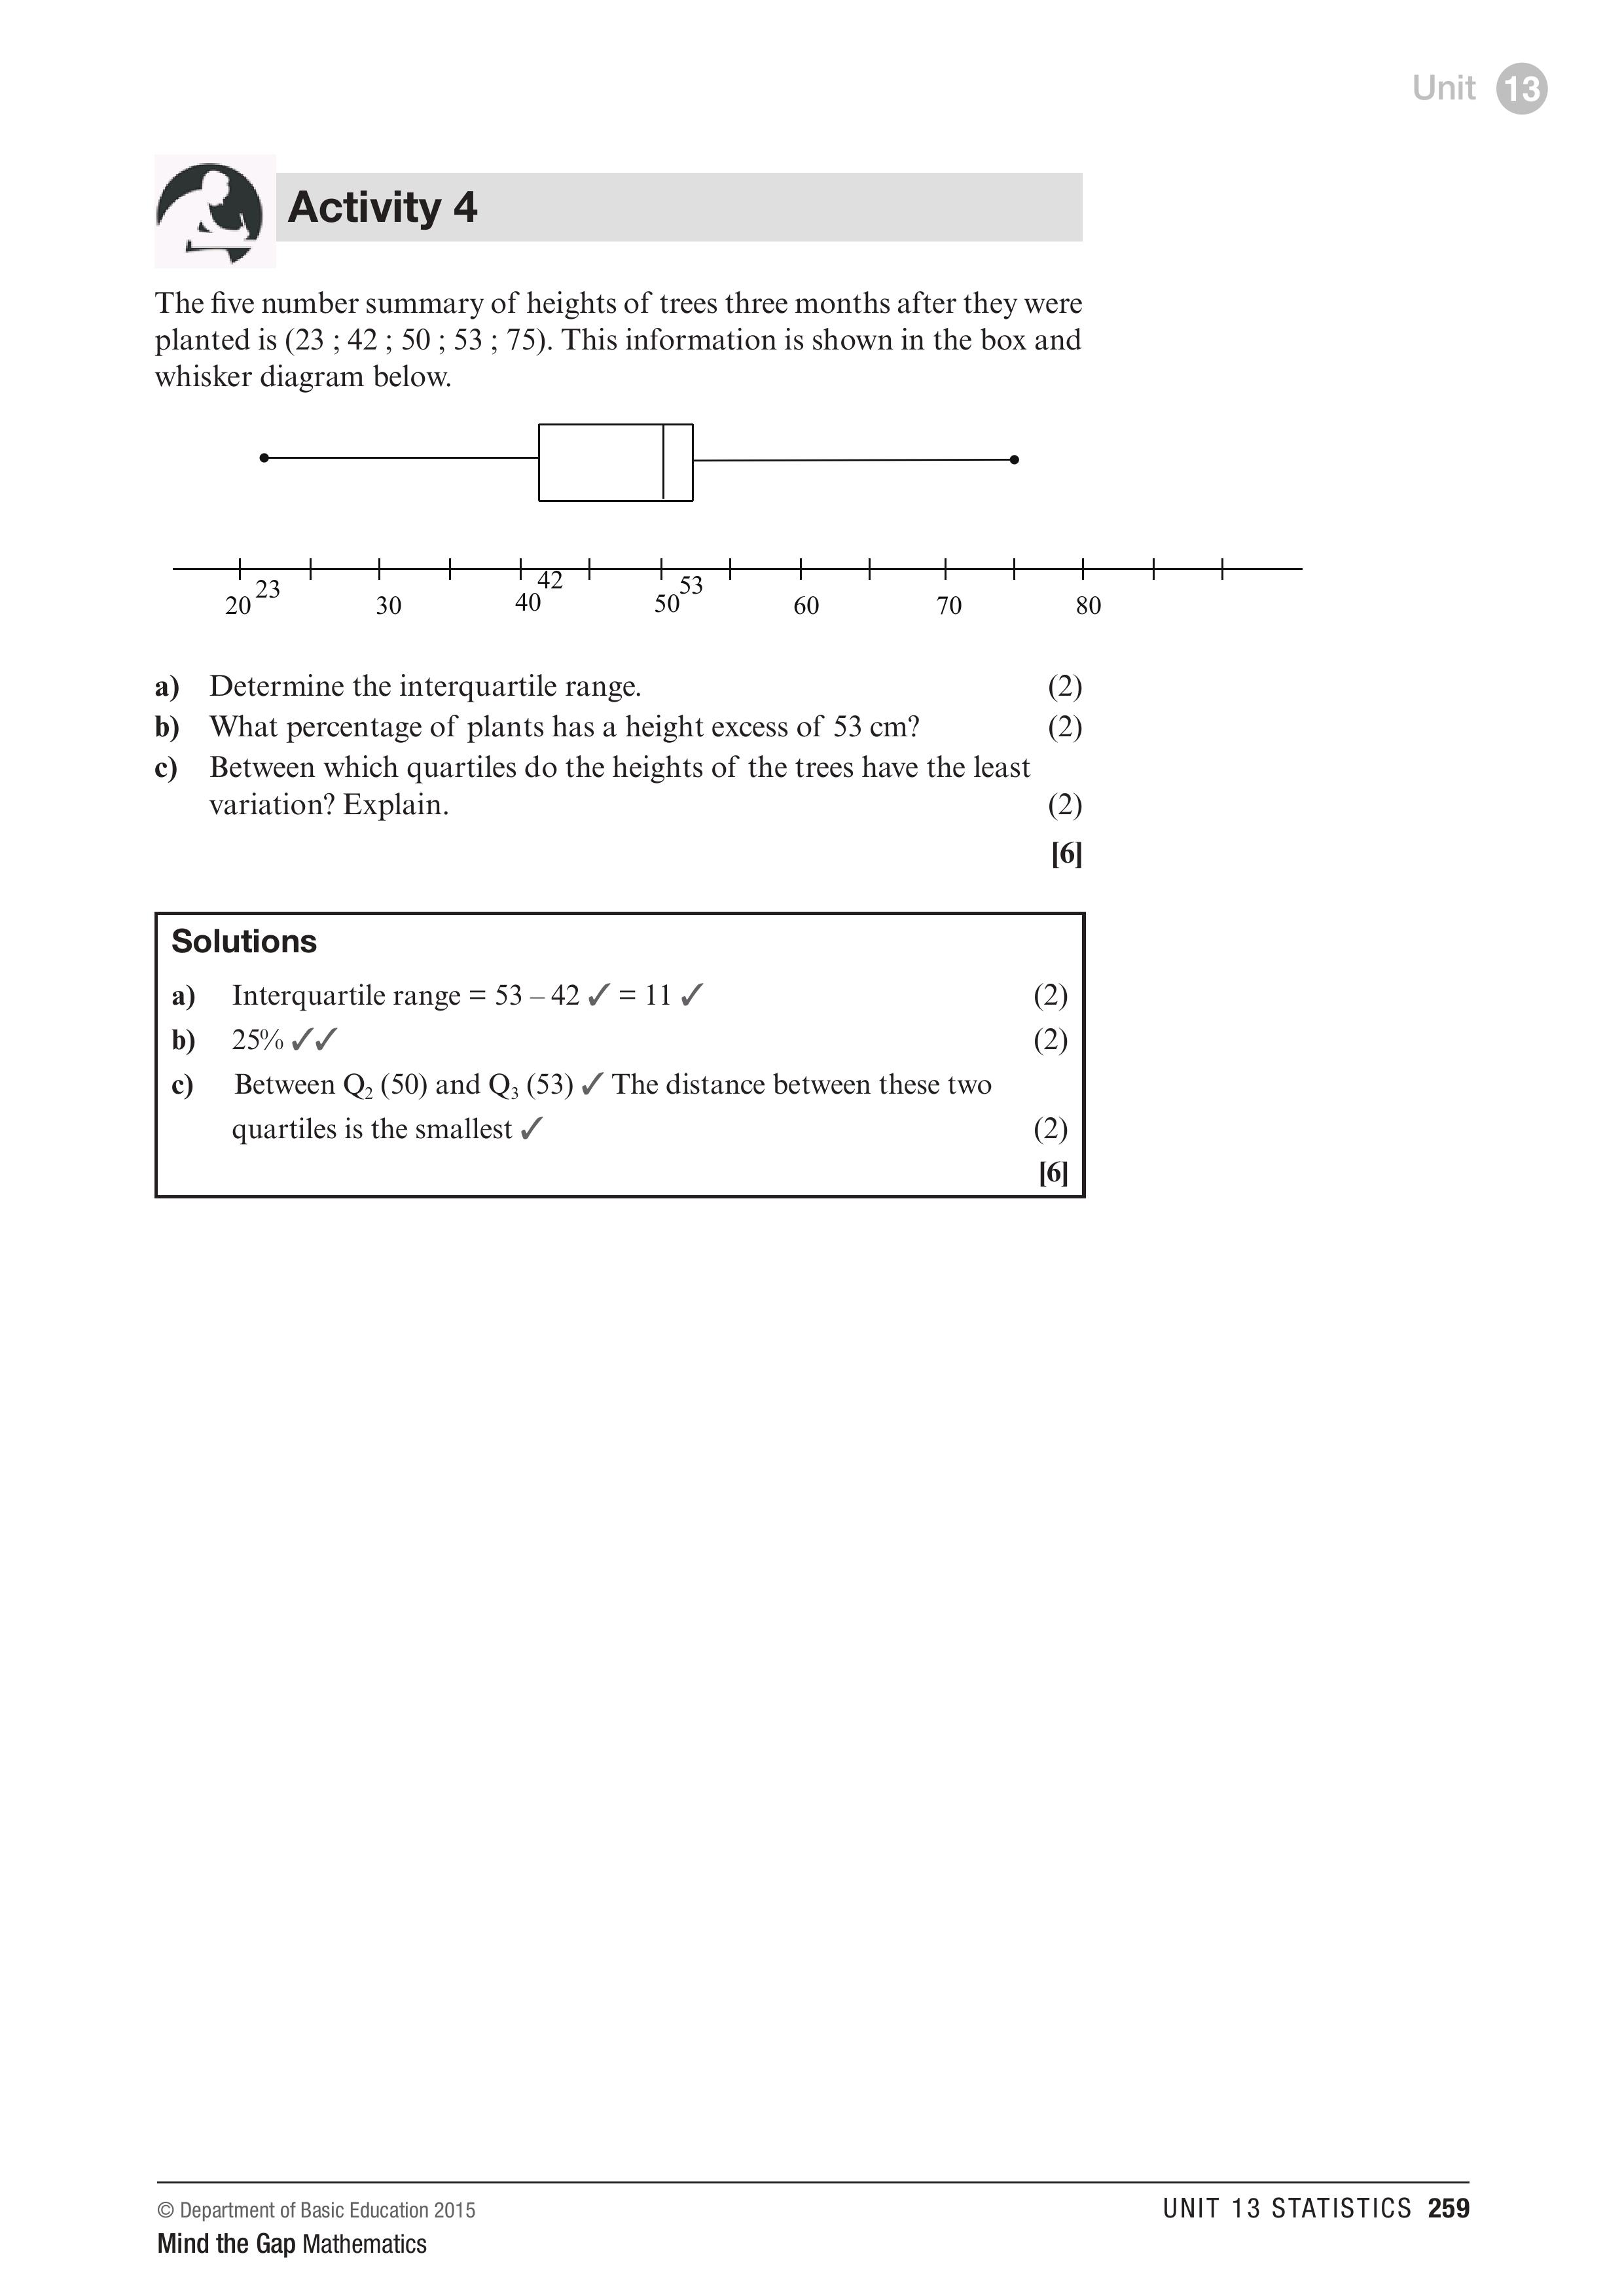 Unit 13
Activity 4
The five number summary of heights of trees three months after they were
planted is (23 ; 42 ; 50 ; 53 ; 75). This information is shown in the box and
whisker diagram below.
20 23 30 40 42 50 53 60 70 80
a) Determine the interquartile range. (2)
b) What percentage of plants has a height excess of 53 cm? (2)
c) Between which quartiles do the heights of the trees have the least
variation? Explain. (2)
[6]
Solutions
a) Interquartile range = 53 – 42 ✓ = 11 ✓ (2)
b) 25% ✓✓ (2)
c) Between Q₂ (50) and Q₃ (53) ✓ The distance between these two
quartiles is the smallest ✓ (2)
[6]
© Department of Basic Education 2015
Mind the Gap Mathematics
UNIT 13 STATISTICS 259